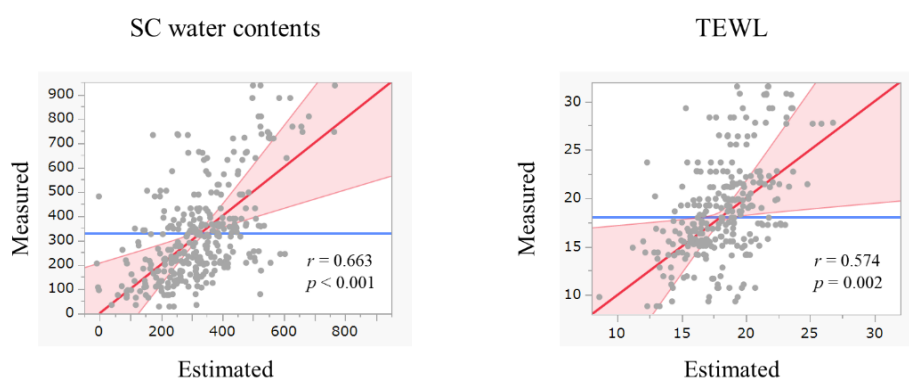 SC water contents
TEWL
Measured
900
800
700
600
500
400
300
200
100
0
0
200
400
600
800
r = 0.663
p < 0.001
Estimated
Measured
30
25
20
15
10
10
15
20
25
30
r = 0.574
p = 0.002
Estimated